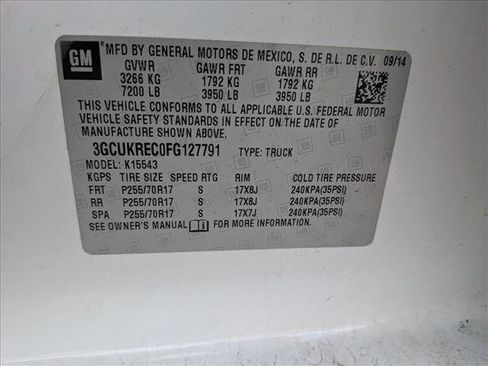 GM
MFD BY GENERAL MOTORS DE MEXICO, S. DE R.L. DE C.V. 09/14
GVWR GAWR FRT GAWR RR
3266 KG 1792 KG 1792 KG
7200 LB 3950 LB 3950 LB
THIS VEHICLE CONFORMS TO ALL APPLICABLE U.S. FEDERAL MOTOR
VEHICLE SAFETY STANDARDS IN EFFECT ON THE DATE OF
MANUFACTURE SHOWN ABOVE.
3GCUKREC0FG127791 TYPE: TRUCK
MODEL: K15543
KGPS TIRE SIZE SPEED RTG RIM COLD TIRE PRESSURE
FRT P255/70R17 S 17X8J 240KPA(35PSI)
RR P255/70R17 S 17X8J 240KPA(35PSI)
SPA P255/70R17 S 17X7J 240KPA(35PSI)
SEE OWNER'S MANUAL FOR MORE INFORMATION.